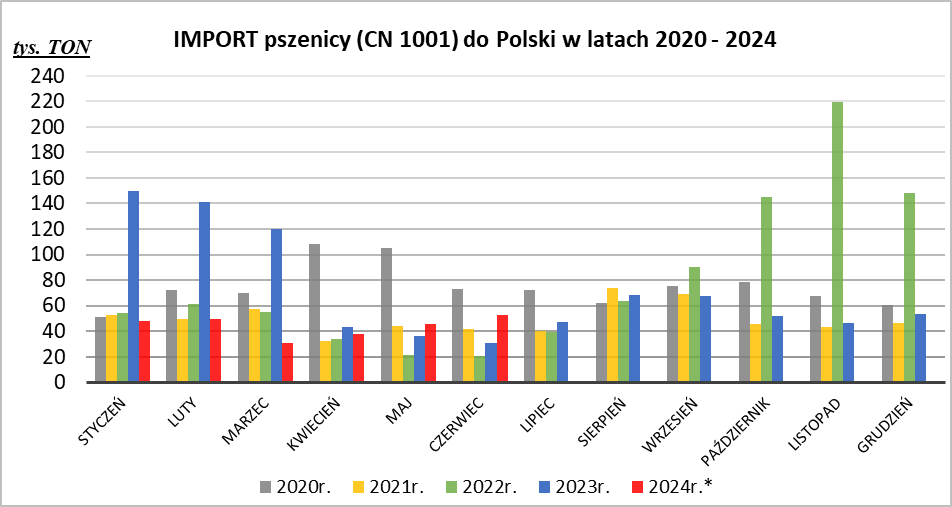 IMPORT pszenicy (CN 1001) do Polski w latach 2020 - 2024
tys. TON
240
220
200
180
160
140
120
100
80
60
40
20
0
STYCZEŃ
LUTY
MARZEC
KWIECIEŃ
MAJ
CZERWIEC
LIPIEC
SIERPIEŃ
WRZESIEŃ
PAŹDZIERNIK
LISTOPAD
GRUDZIEŃ
2020r. 2021r. 2022r. 2023r. 2024r.*